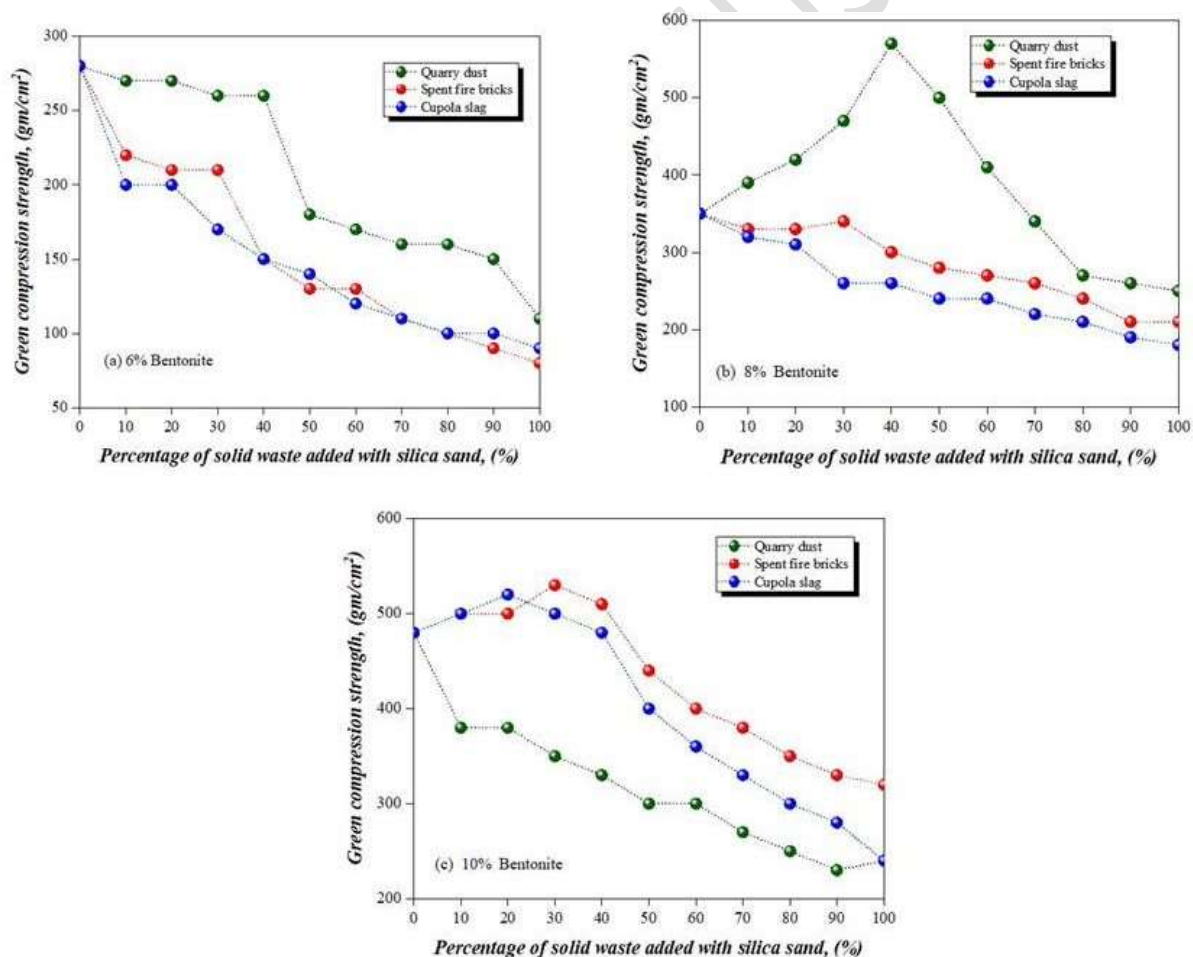 300
250
200
150
100
50
Green compression strength, (gm/cm²)
Quarry dust
Spent fire bricks
Cupola slag
(a) 6% Bentonite
0 10 20 30 40 50 60 70 80 90 100
Percentage of solid waste added with silica sand, (%)
600
500
400
300
200
100
Green compression strength, (gm/cm²)
Quarry dust
Spent fire bricks
Cupola slag
(b) 8% Bentonite
0 10 20 30 40 50 60 70 80 90 100
Percentage of solid waste added with silica sand, (%)
600
500
400
300
200
Green compression strength, (gm/cm²)
Quarry dust
Spent fire bricks
Cupola slag
(c) 10% Bentonite
0 10 20 30 40 50 60 70 80 90 100
Percentage of solid waste added with silica sand, (%)